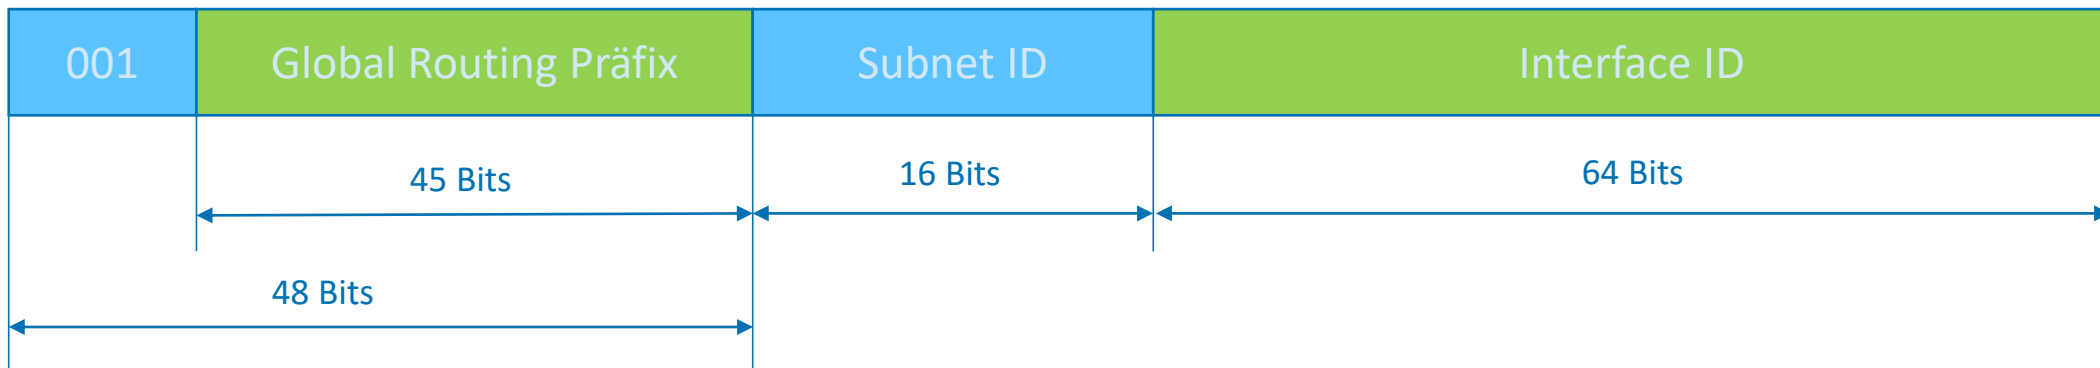 001 Global Routing Präfix Subnet ID Interface ID
45 Bits 16 Bits 64 Bits
48 Bits